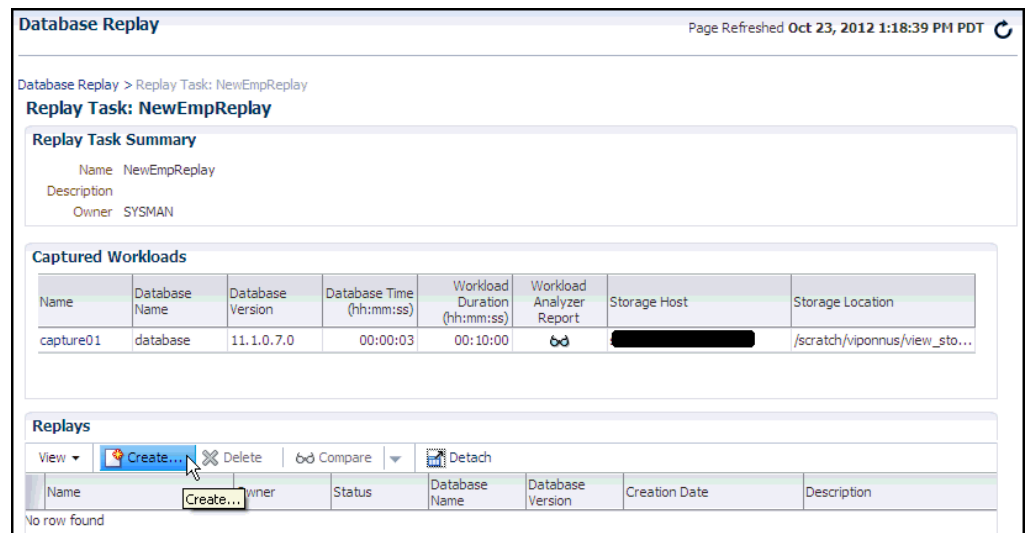 Database Replay
Page Refreshed Oct 23, 2012 1:18:39 PM PDT
Database Replay > Replay Task: NewEmpReplay
Replay Task: NewEmpReplay
Replay Task Summary
Name NewEmpReplay
Description
Owner SYSMAN
Captured Workloads
Name Database Name Database Version Database Time (hh:mm:ss) Workload Duration (hh:mm:ss) Workload Analyzer Report Storage Host Storage Location
capture01 database 11.1.0.7.0 00:00:03 00:10:00 /scratch/viponnus/view_sto...
Replays
View Create... Delete Compare Detach
Name Owner Status Database Name Database Version Creation Date Description
Create...
No row found